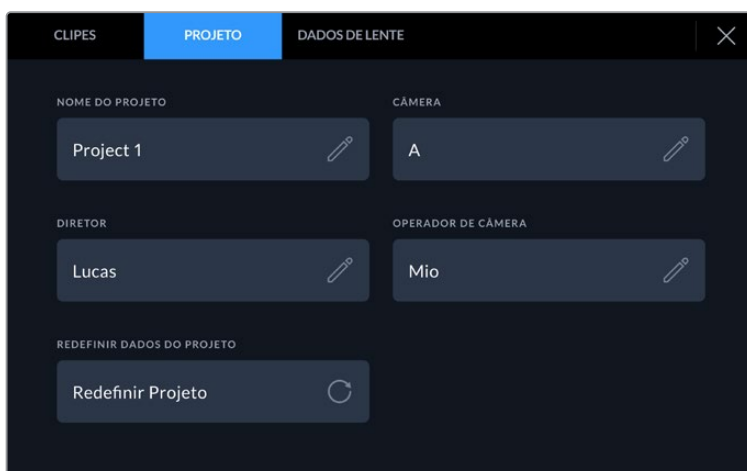 CLIPES PROJETO DADOS DE LENTE
NOME DO PROJETO CÂMERA
Project 1 A
DIRETOR OPERADOR DE CÂMERA
Lucas Mio
REDEFINIR DADOS DO PROJETO
Redefinir Projeto